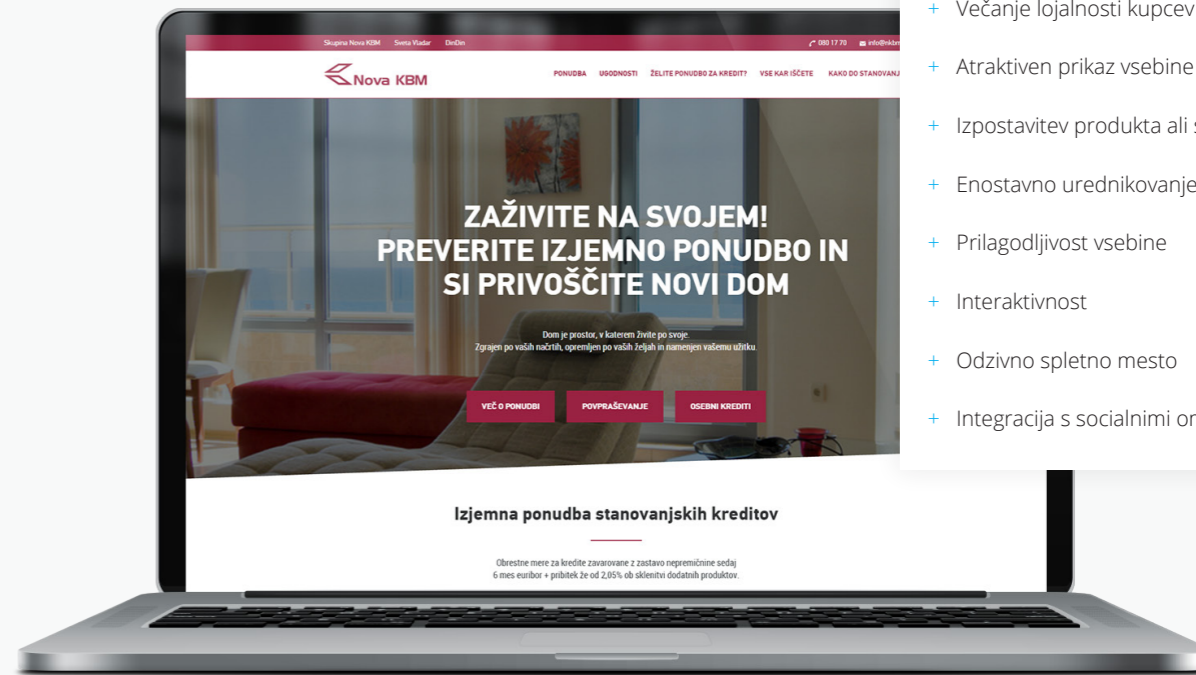 Skupina Nova KBM Sveta Vladar DinDin 080 17 70
Nova KBM
PONUDBA UGODNOSTI ŽELITE PONUDBO ZA KREDIT? VSE KAR IŠČETE KAKO DO STANOVANJ
ZAŽIVITE NA SVOJEM!
PREVERITE IZJEMNO PONUDBO IN
SI PRIVOŠČITE NOVI DOM
Dom je prostor, v katerem živite po svoje.
Zgrajen po vaših načrtih, opremljen po vaših željah in namenjen vašemu užitku.
VEČ O PONUDBI POVPRAŠEVANJE OSEBNI KREDITI
Izjemna ponudba stanovanjskih kreditov
Obrestne mere za kredite zavarovane z zastavo nepremičnine sedaj
6 mes euribor + pribitek že od 2,05% ob sklenitvi dodatnih produktov.
+ Večanje lojalnosti kupcev
+ Atraktiven prikaz vsebine
+ Izpostavitev produkta ali
+ Enostavno urednikovanje
+ Prilagodljivost vsebine
+ Interaktivnost
+ Odzivno spletno mesto
+ Integracija s socialnimi